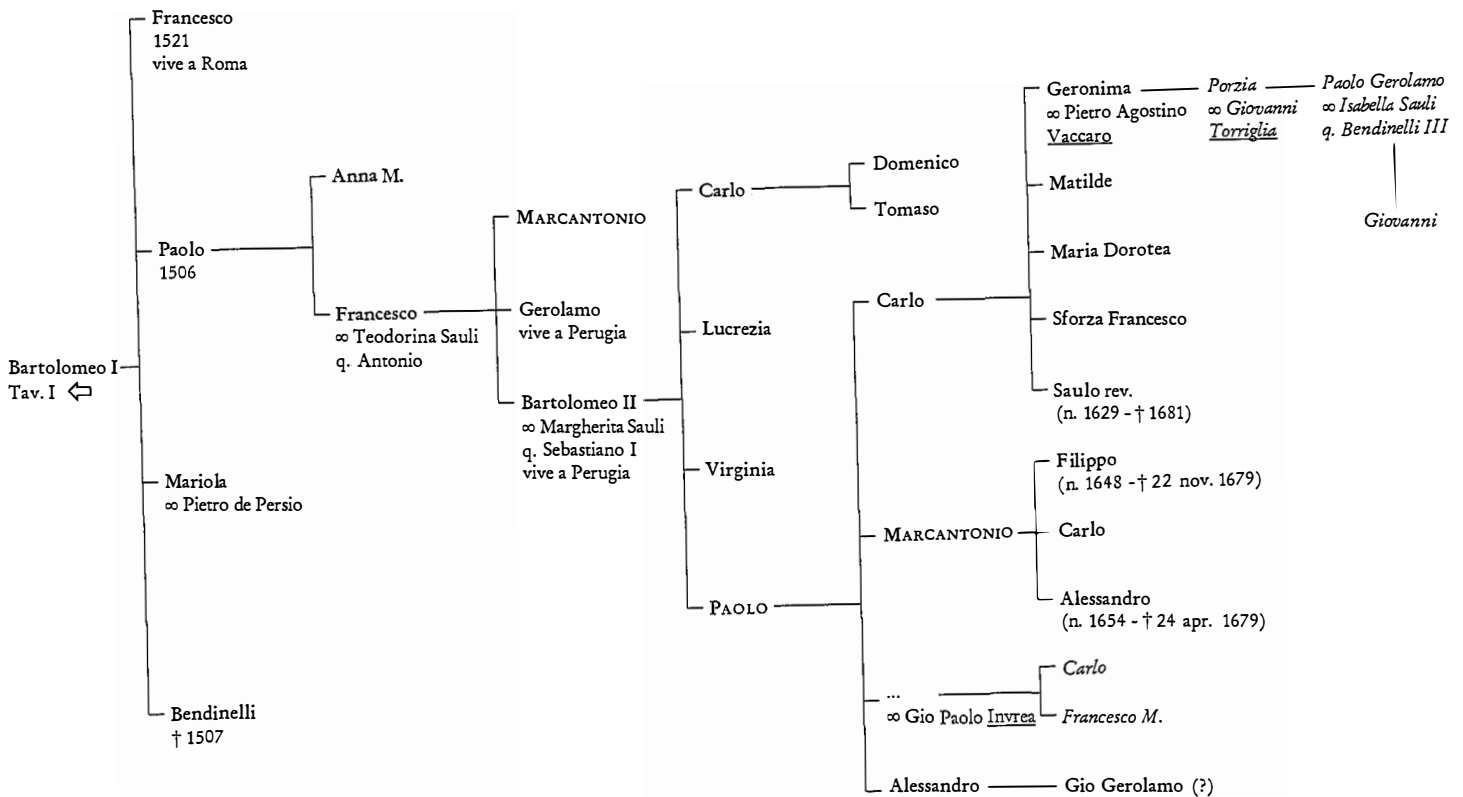 Francesco
1521
vive a Roma
Paolo
1506
Bartolomeo I
Tav. I
Mariola
∞ Pietro de Persio
Bendinelli
† 1507
Anna M.
Francesco
∞ Teodorina Sauli
q. Antonio
MARCANTONIO
Gerolamo
vive a Perugia
Bartolomeo II
∞ Margherita Sauli
q. Sebastiano I
vive a Perugia
Carlo
Lucrezia
Virginia
PAOLO
Domenico
Tomaso
Carlo
MARCANTONIO
...
∞ Gio Paolo Invrea
Alessandro
Geronima
∞ Pietro Agostino
Vaccaro
Matilde
Maria Dorotea
Sforza Francesco
Saulo rev.
(n. 1629 - † 1681)
Filippo
(n. 1648 - † 22 nov. 1679)
Carlo
Alessandro
(n. 1654 - † 24 apr. 1679)
Carlo
Francesco M.
Gio Gerolamo (?)
Porzia
∞ Giovanni
Torriglia
Paolo Gerolamo
∞ Isabella Sauli
q. Bendinelli III
Giovanni